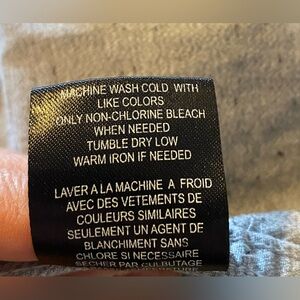 MACHINE WASH COLD WITH
LIKE COLORS
ONLY NON-CHLORINE BLEACH
WHEN NEEDED
TUMBLE DRY LOW
WARM IRON IF NEEDED
LAVER A LA MACHINE A FROID
AVEC DES VETEMENTS DE
COULEURS SIMILAIRES
SEULEMENT UN AGENT DE
BLANCHIMENT SANS
CHLORE SI NECESSAIRE
SECHER PAR CULBUTAGE